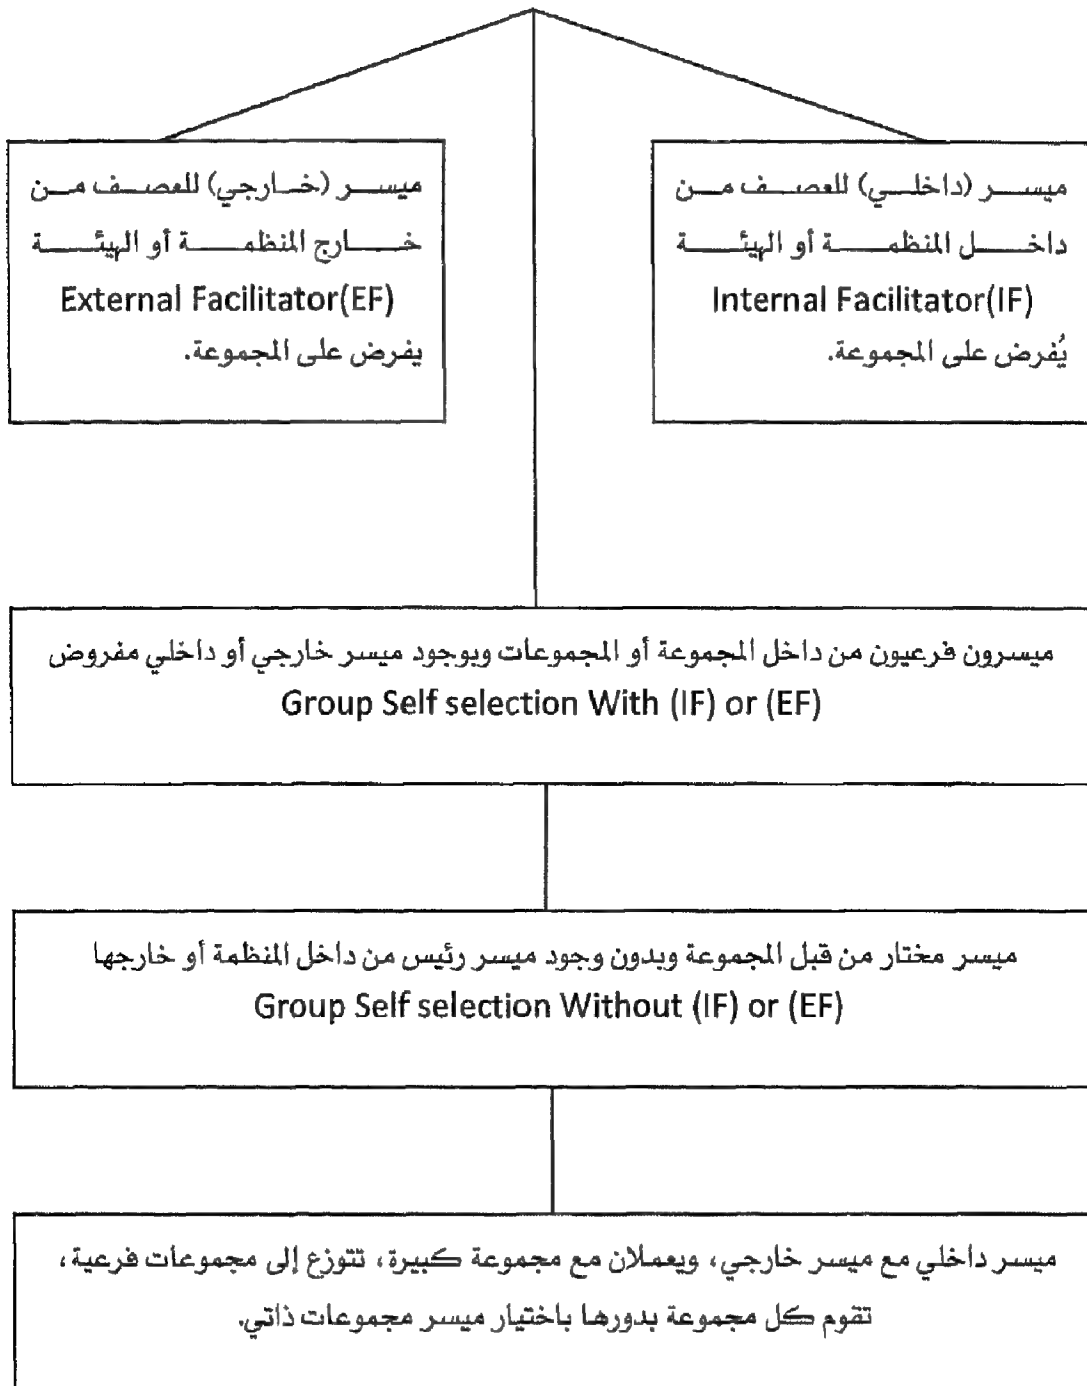 ميسر (داخلي) للعصف من
داخل المنظمة أو الهيئة
Internal Facilitator(IF)
يُفرض على المجموعة.
ميسر (خارجي) للعصف من
خارج المنظمة أو الهيئة
External Facilitator(EF)
يفرض على المجموعة.
ميسرون فرعيون من داخل المجموعة أو المجموعات وبوجود ميسر خارجي أو داخلي مفروض
Group Self selection With (IF) or (EF)
ميسر مختار من قبل المجموعة وبدون وجود ميسر رئيس من داخل المنظمة أو خارجها
Group Self selection Without (IF) or (EF)
ميسر داخلي مع ميسر خارجي، ويعملان مع مجموعة كبيرة، تتوزع إلى مجموعات فرعية،
تقوم كل مجموعة بدورها باختيار ميسر مجموعات ذاتي.